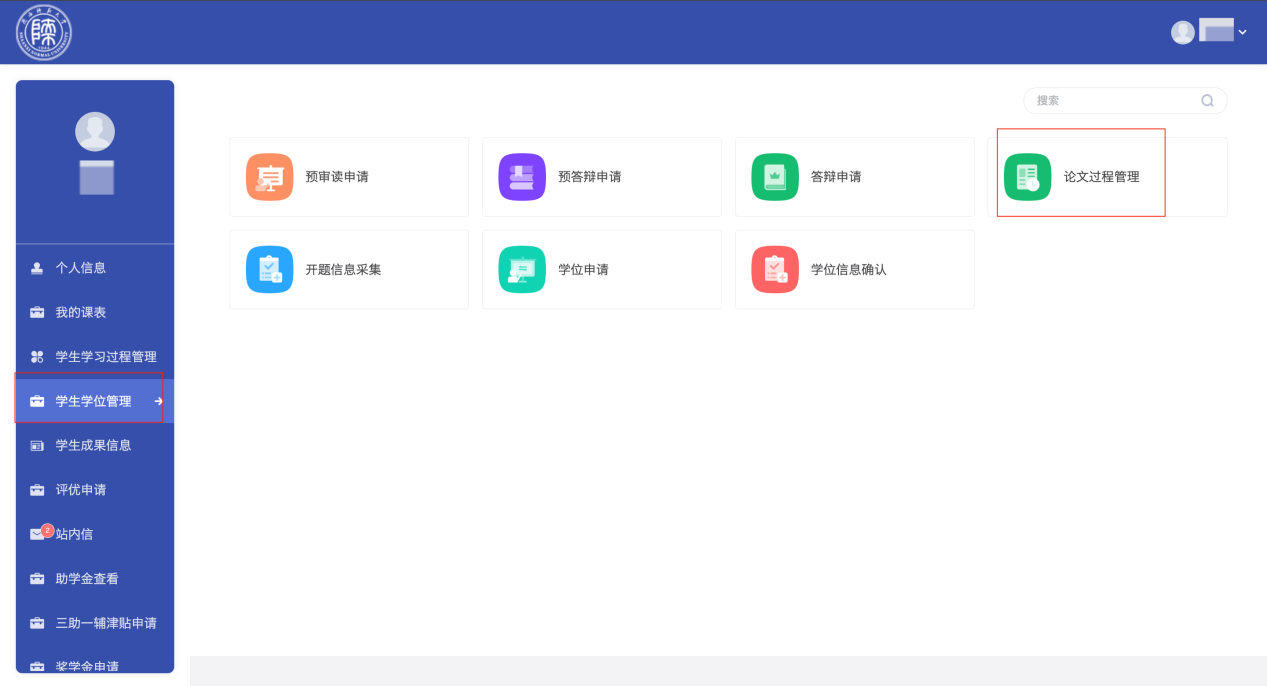 搜索
预审读申请
预答辩申请
答辩申请
论文过程管理
开题信息采集
学位申请
学位信息确认
个人信息
我的课表
学生学习过程管理
学生学位管理
学生成果信息
评优申请
2
站内信
助学金查看
三助一辅津贴申请
奖学金申请